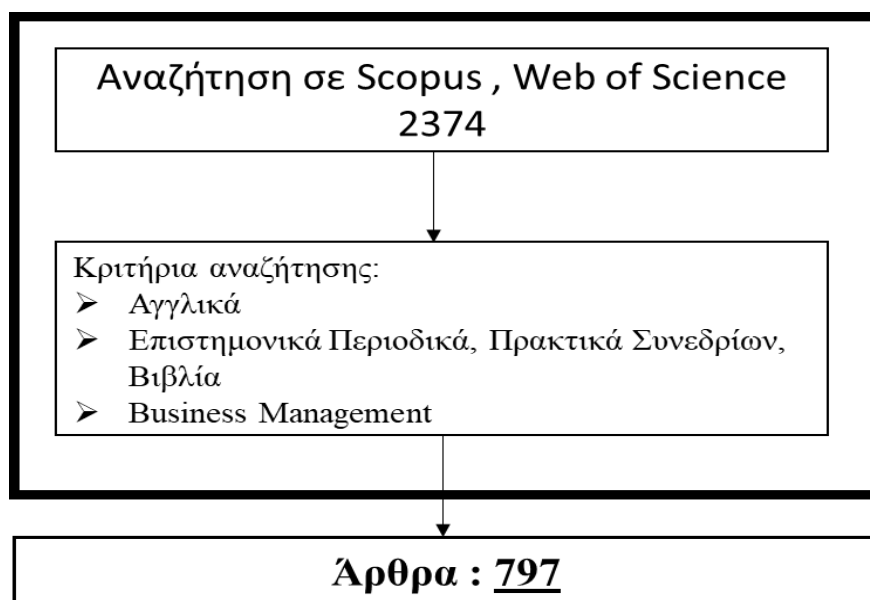 Αναζήτηση σε Scopus , Web of Science
2374
Κριτήρια αναζήτησης:
➢ Αγγλικά
➢ Επιστημονικά Περιοδικά, Πρακτικά Συνεδρίων,
Βιβλία
➢ Business Management
Άρθρα : 797